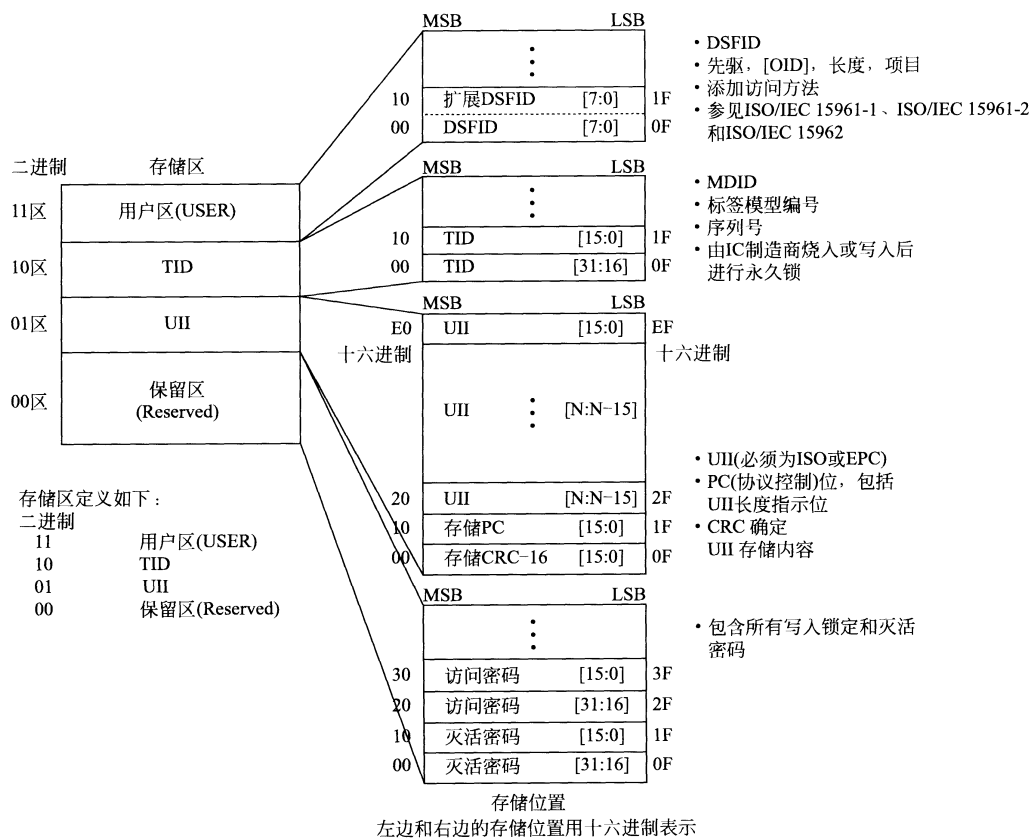 MSB LSB
10 扩展DSFID [7:0] 1F
00 DSFID [7:0] 0F
• DSFID
• 先驱，[OID]，长度，项目
• 添加访问方法
• 参见ISO/IEC 15961-1、ISO/IEC 15961-2
和ISO/IEC 15962
二进制 存储区
11区 用户区(USER)
10区 TID
01区 UII
00区 保留区
(Reserved)
MSB LSB
10 TID [15:0] 1F
00 TID [31:16] 0F
• MDID
• 标签模型编号
• 序列号
• 由IC制造商烧入或写入后
进行永久锁
MSB LSB
E0 UII [15:0] EF
十六进制 十六进制
UII [N:N-15]
20 UII [N:N-15] 2F
10 存储PC [15:0] 1F
00 存储CRC-16 [15:0] 0F
• UII(必须为ISO或EPC)
• PC(协议控制)位，包括
UII长度指示位
• CRC 确定
UII 存储内容
存储区定义如下：
二进制
11 用户区(USER)
10 TID
01 UII
00 保留区(Reserved)
MSB LSB
30 访问密码 [15:0] 3F
20 访问密码 [31:16] 2F
10 灭活密码 [15:0] 1F
00 灭活密码 [31:16] 0F
• 包含所有写入锁定和灭活
密码
存储位置
左边和右边的存储位置用十六进制表示